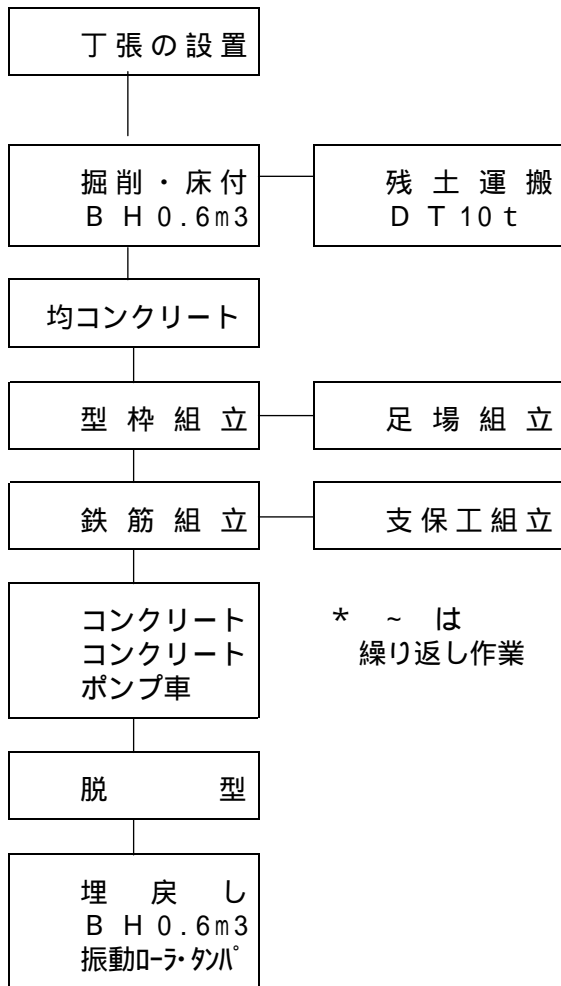 丁張の設置
掘削・床付
BH0.6m3
残土運搬
DT10t
均コンクリート
型枠組立
足場組立
鉄筋組立
支保工組立
コンクリート
コンクリート
ポンプ車
* ~ は
繰り返し作業
脱型
埋戻し
BH0.6m3
振動ﾛｰﾗ・ﾀﾝﾊﾟ